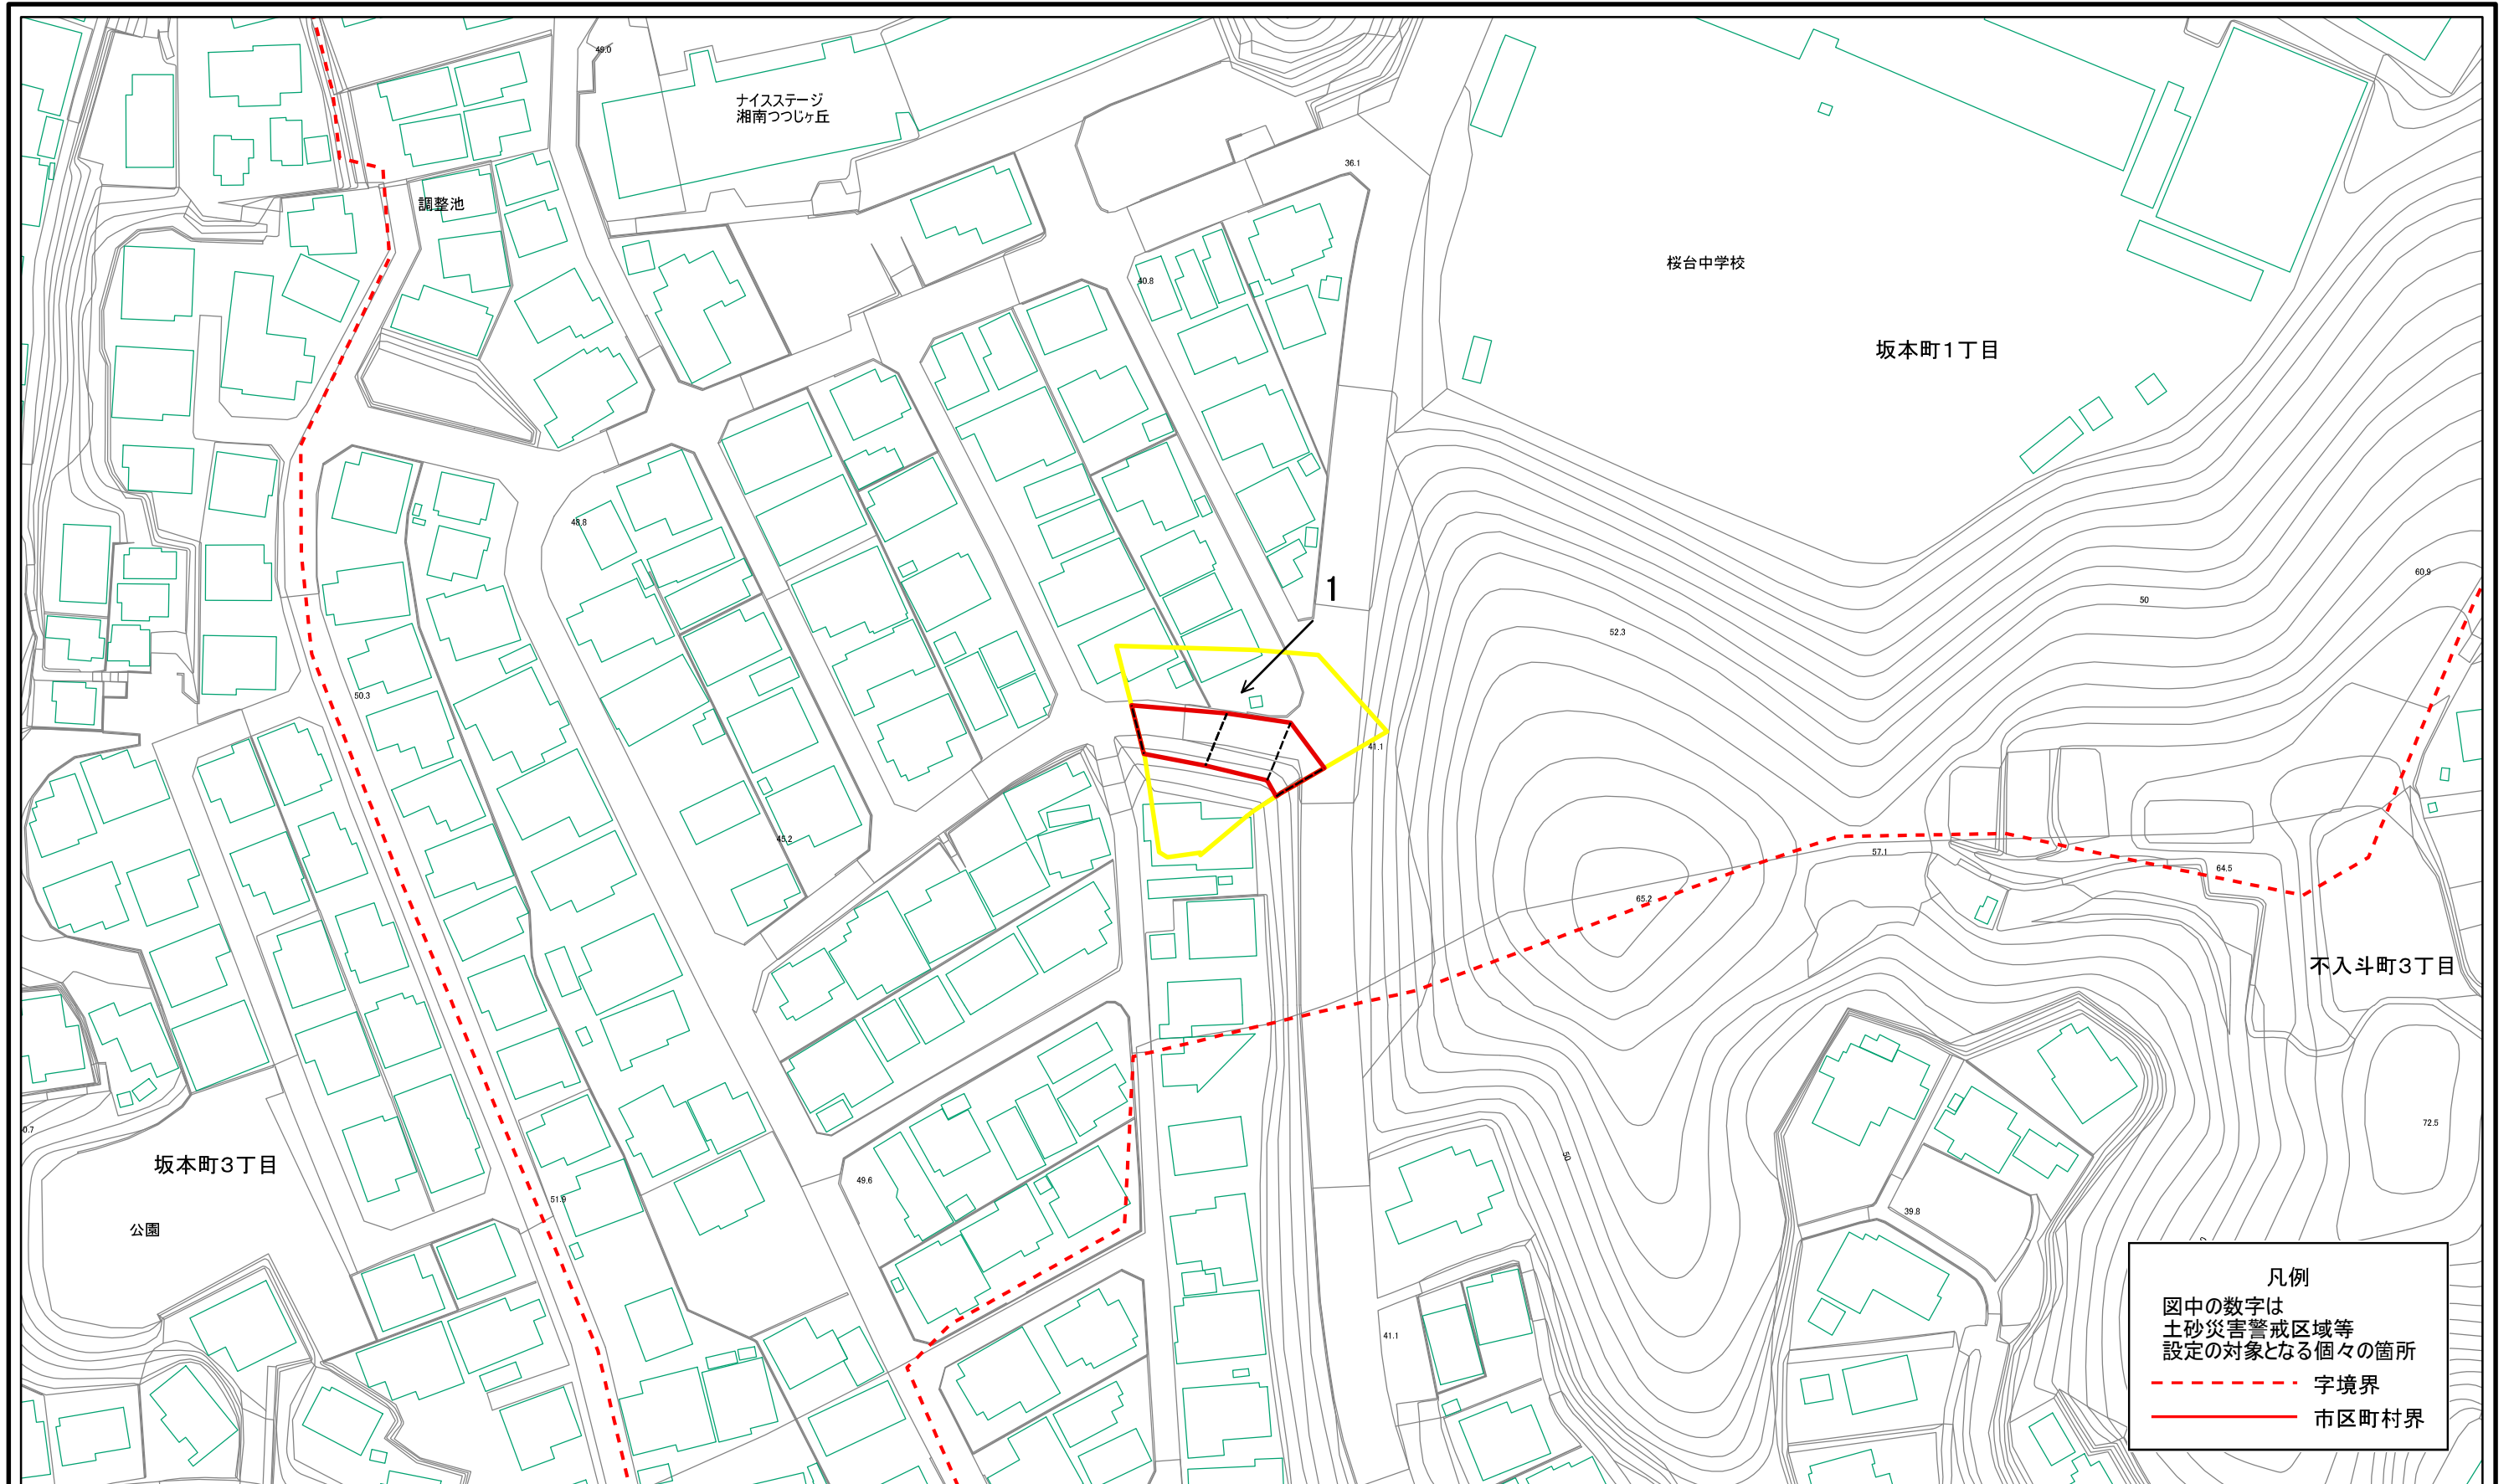 49.0
ナイスステージ
湘南つつじヶ丘
36.1
調整池
桜台中学校
40.8
坂本町1丁目
48.8
60.9
1
50
52.3
50.3
41.1
45.2
57.1
64.5
65.2
不入斗町3丁目
72.5
坂本町3丁目
50
49.6
51.9
39.8
公園
41.1
凡例
図中の数字は
土砂災害警戒区域等
設定の対象となる個々の箇所
字境界
市区町村界